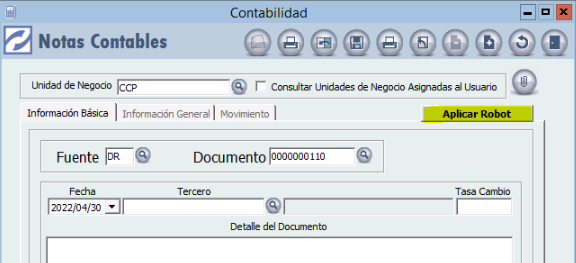 Contabilidad
Notas Contables
Unidad de Negocio CCP Consultar Unidades de Negocio Asignadas al Usuario
Información Básica Información General Movimiento Aplicar Robot
Fuente DR Documento 0000000110
Fecha Tercero Tasa Cambio
2022/04/30
Detalle del Documento